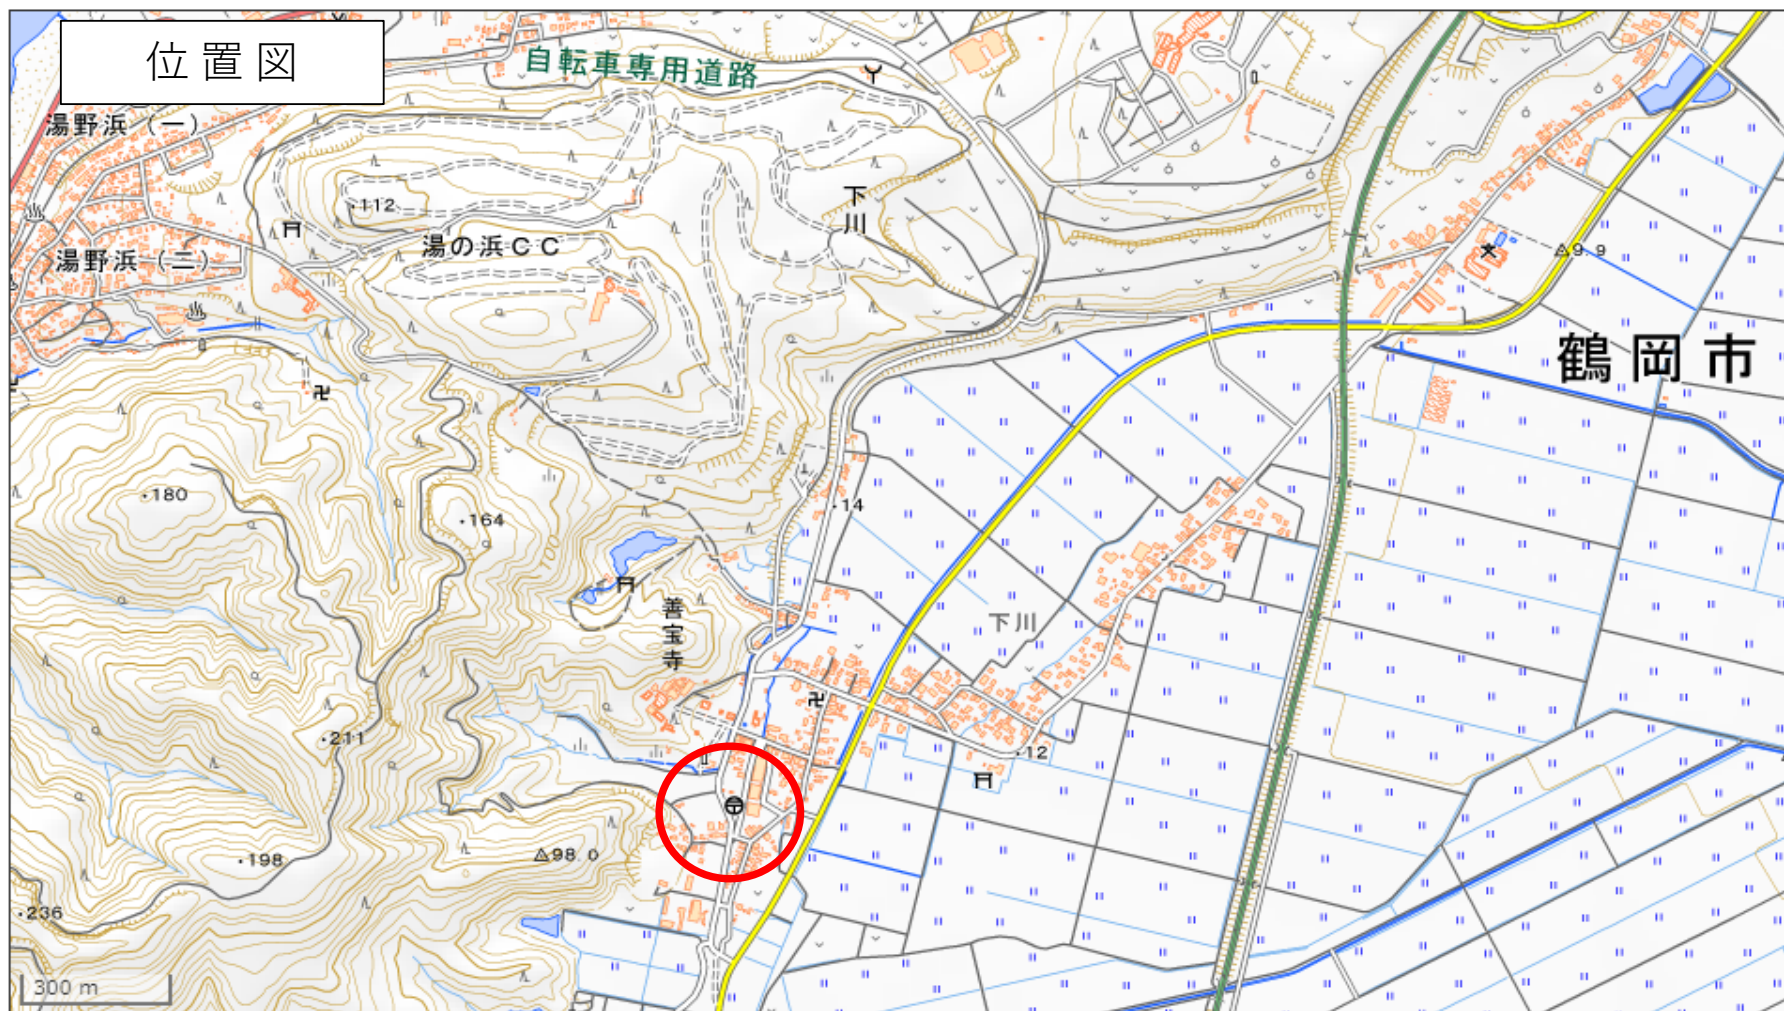 位置図
自転車専用道路
湯野浜（一）
下川
112
湯の浜ＣＣ
湯野浜（二）
9.9
鶴岡市
180
164
14
善宝寺
下川
211
12
198
98.0
236
300 m